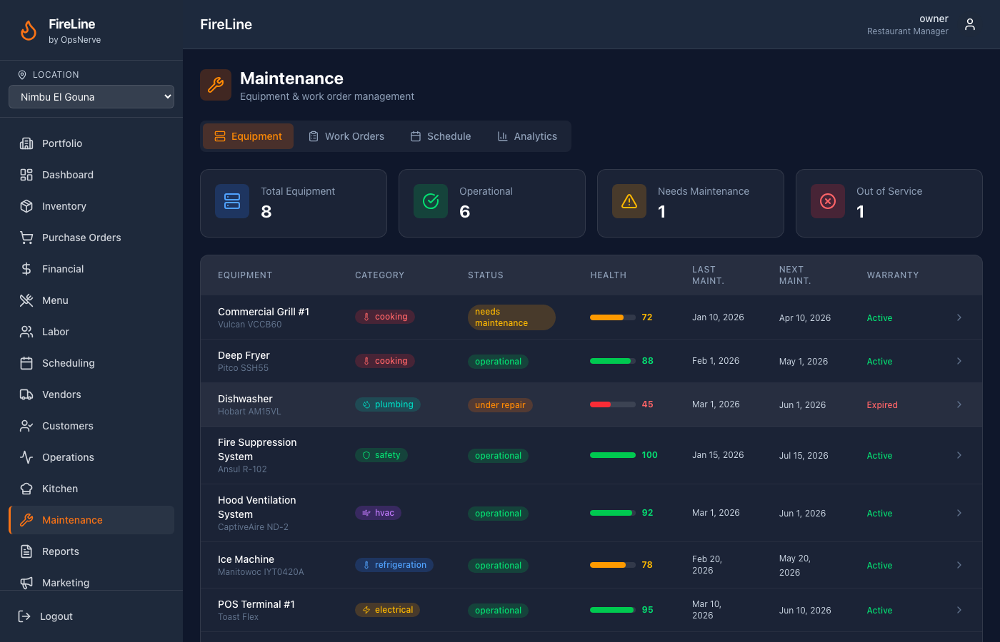 FireLine
by OpsNerve
LOCATION
Nimbu El Gouna
Portfolio
Dashboard
Inventory
Purchase Orders
Financial
Menu
Labor
Scheduling
Vendors
Customers
Operations
Kitchen
Maintenance
Reports
Marketing
Logout
FireLine
owner
Restaurant Manager
Maintenance
Equipment & work order management
Equipment
Work Orders
Schedule
Analytics
Total Equipment
8
Operational
6
Needs Maintenance
1
Out of Service
1
EQUIPMENT CATEGORY STATUS HEALTH LAST MAINT. NEXT MAINT. WARRANTY
Commercial Grill #1
Vulcan VCCB60
cooking
needs
maintenance
72
Jan 10, 2026
Apr 10, 2026
Active
Deep Fryer
Pitco SSH55
cooking
operational
88
Feb 1, 2026
May 1, 2026
Active
Dishwasher
Hobart AM15VL
plumbing
under repair
45
Mar 1, 2026
Jun 1, 2026
Expired
Fire Suppression
System
Ansul R-102
safety
operational
100
Jan 15, 2026
Jul 15, 2026
Active
Hood Ventilation
System
CaptiveAire ND-2
hvac
operational
92
Mar 1, 2026
Jun 1, 2026
Active
Ice Machine
Manitowoc IYT0420A
refrigeration
operational
78
Feb 20,
2026
May 20,
2026
Active
POS Terminal #1
Toast Flex
electrical
operational
95
Mar 10,
2026
Jun 10, 2026
Active